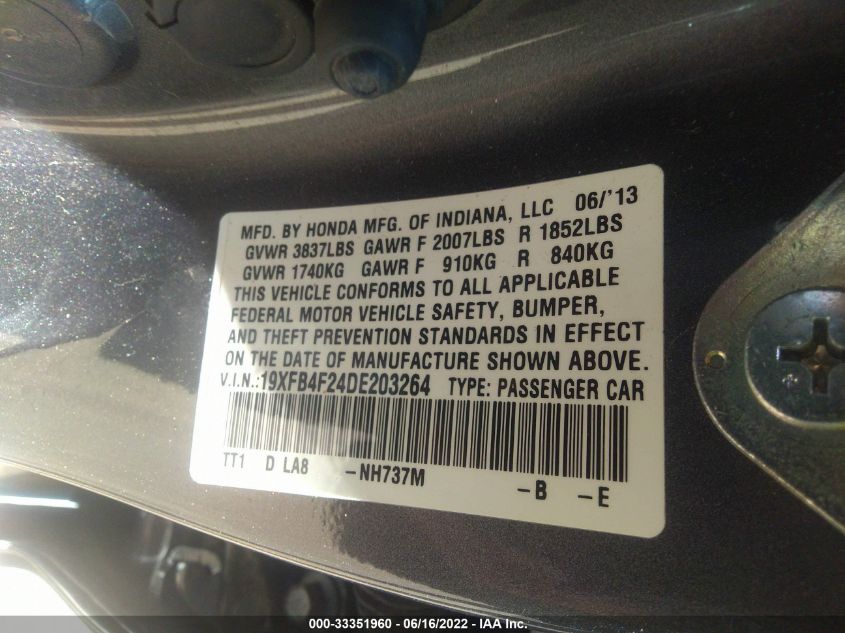 MFD. BY HONDA MFG. OF INDIANA, LLC 06/'13
GVWR 3837LBS GAWR F 2007LBS R 1852LBS
GVWR 1740KG GAWR F 910KG R 840KG
THIS VEHICLE CONFORMS TO ALL APPLICABLE
FEDERAL MOTOR VEHICLE SAFETY, BUMPER,
AND THEFT PREVENTION STANDARDS IN EFFECT
ON THE DATE OF MANUFACTURE SHOWN ABOVE.
V.I.N.:19XFB4F24DE203264 TYPE: PASSENGER CAR
TT1 D LA8 -NH737M -B -E
000-33351960 - 06/16/2022 - IAA Inc.